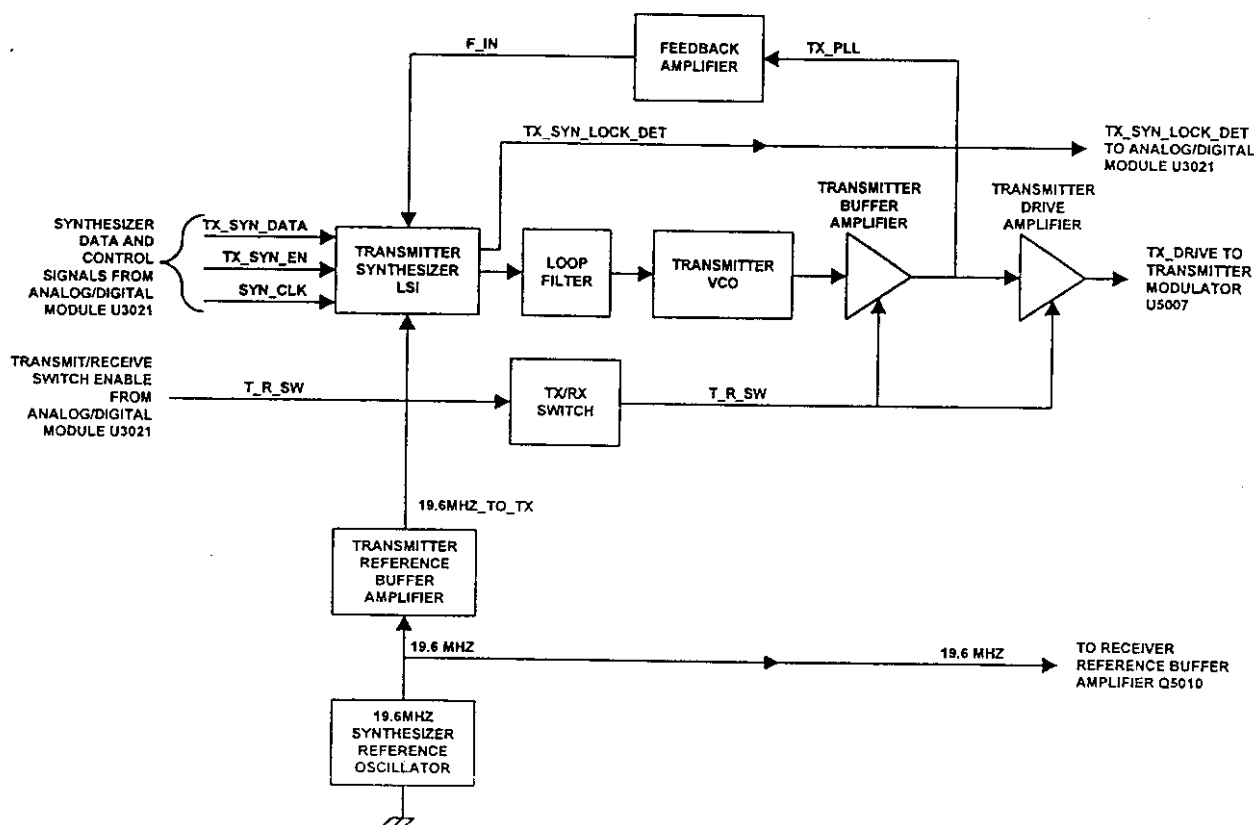 F_IN
FEEDBACK
AMPLIFIER
TX_PLL
TX_SYN_LOCK_DET
TX_SYN_LOCK_DET
TO ANALOG/DIGITAL
MODULE U3021
SYNTHESIZER
DATA AND
CONTROL
SIGNALS FROM
ANALOG/DIGITAL
MODULE U3021
TX_SYN_DATA
TX_SYN_EN
SYN_CLK
TRANSMITTER
SYNTHESIZER
LSI
LOOP
FILTER
TRANSMITTER
VCO
TRANSMITTER
BUFFER
AMPLIFIER
TRANSMITTER
DRIVE
AMPLIFIER
TX_DRIVE TO
TRANSMITTER
MODULATOR
U5007
TRANSMIT/RECEIVE
SWITCH ENABLE
FROM
ANALOG/DIGITAL
MODULE U3021
T_R_SW
TX/RX
SWITCH
T_R_SW
19.6MHZ_TO_TX
TRANSMITTER
REFERENCE
BUFFER
AMPLIFIER
19.6 MHZ
19.6 MHZ
TO RECEIVER
REFERENCE BUFFER
AMPLIFIER Q5010
19.6MHZ
SYNTHESIZER
REFERENCE
OSCILLATOR